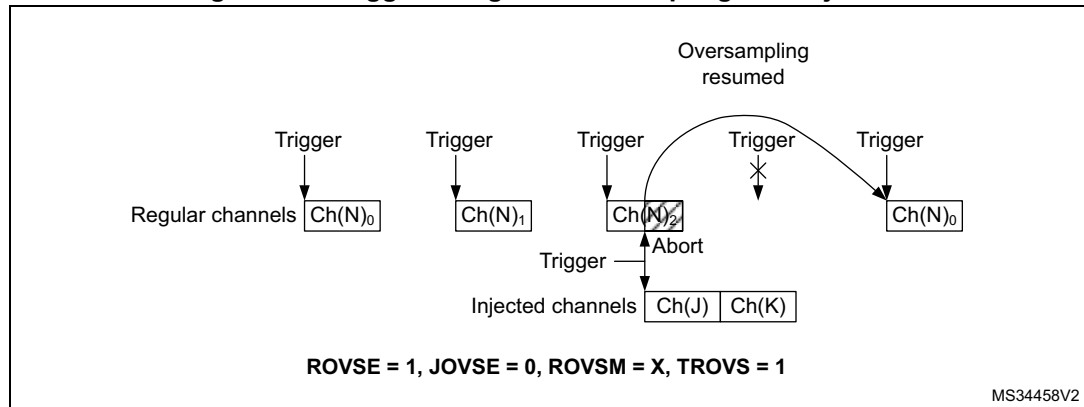 Oversampling
resumed
Trigger Trigger Trigger Trigger Trigger
Regular channels Ch(N)₀ Ch(N)₁ Ch(N)₂ Ch(N)₀
Abort
Trigger
Injected channels Ch(J) Ch(K)
ROVSE = 1, JOVSE = 0, ROVSM = X, TROVS = 1
MS34458V2